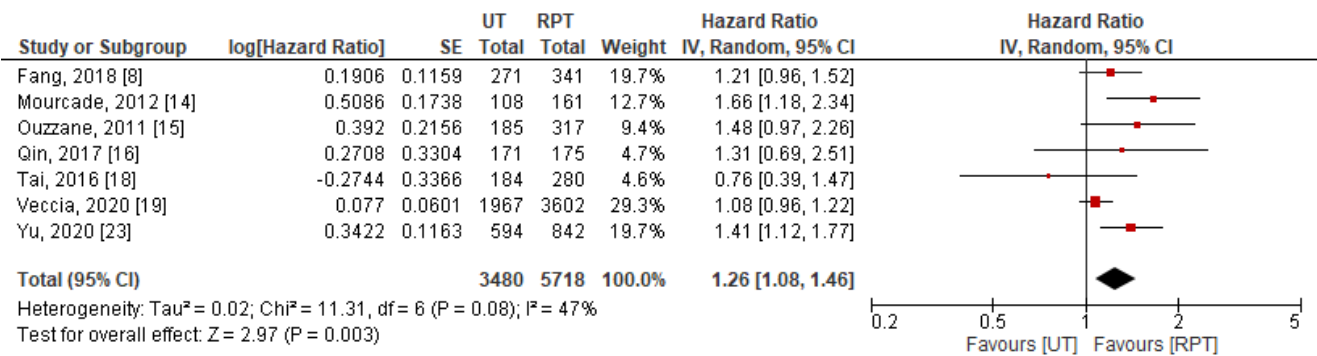 UT RPT Hazard Ratio Hazard Ratio
Study or Subgroup log[Hazard Ratio] SE Total Total Weight IV, Random, 95% CI IV, Random, 95% CI
Fang, 2018 [8] 0.1906 0.1159 271 341 19.7% 1.21 [0.96, 1.52]
Mourcade, 2012 [14] 0.5086 0.1738 108 161 12.7% 1.66 [1.18, 2.34]
Ouzzane, 2011 [15] 0.392 0.2156 185 317 9.4% 1.48 [0.97, 2.26]
Qin, 2017 [16] 0.2708 0.3304 171 175 4.7% 1.31 [0.69, 2.51]
Tai, 2016 [18] -0.2744 0.3366 184 280 4.6% 0.76 [0.39, 1.47]
Veccia, 2020 [19] 0.077 0.0601 1967 3602 29.3% 1.08 [0.96, 1.22]
Yu, 2020 [23] 0.3422 0.1163 594 842 19.7% 1.41 [1.12, 1.77]
Total (95% CI) 3480 5718 100.0% 1.26 [1.08, 1.46]
Heterogeneity: Tau² = 0.02; Chi² = 11.31, df = 6 (P = 0.08); I² = 47%
Test for overall effect: Z = 2.97 (P = 0.003)
0.2 0.5 1 2 5
Favours [UT] Favours [RPT]